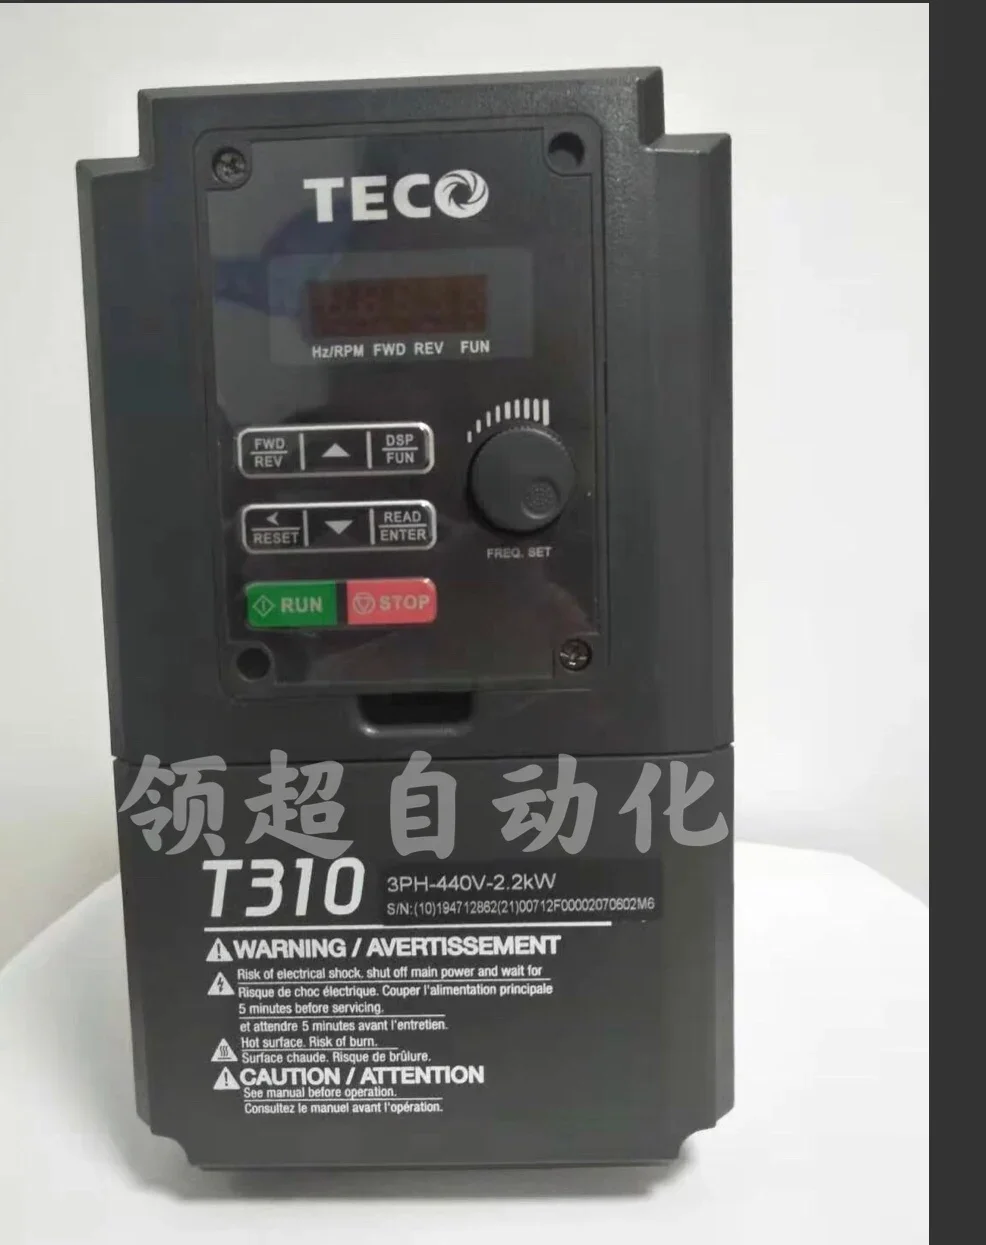 TECO
Hz/RPM FWD REV FUN
FWD
REV
DSP
FUN
RESET
READ
ENTER
FREQ. SET
RUN
STOP
领超自动化
T310
3PH-440V-2.2kW
S/N:(10)194712862(21)00712F00002070602M6
WARNING / AVERTISSEMENT
Risk of electrical shock. shut off main power and wait for
Risque de choc électrique. Couper l'alimentation principale
5 minutes before servicing.
et attendre 5 minutes avant l'entretien.
Hot surface. Risk of burn.
Surface chaude. Risque de brûlure.
CAUTION / ATTENTION
See manual before operation.
Consultez le manuel avant l'opération.